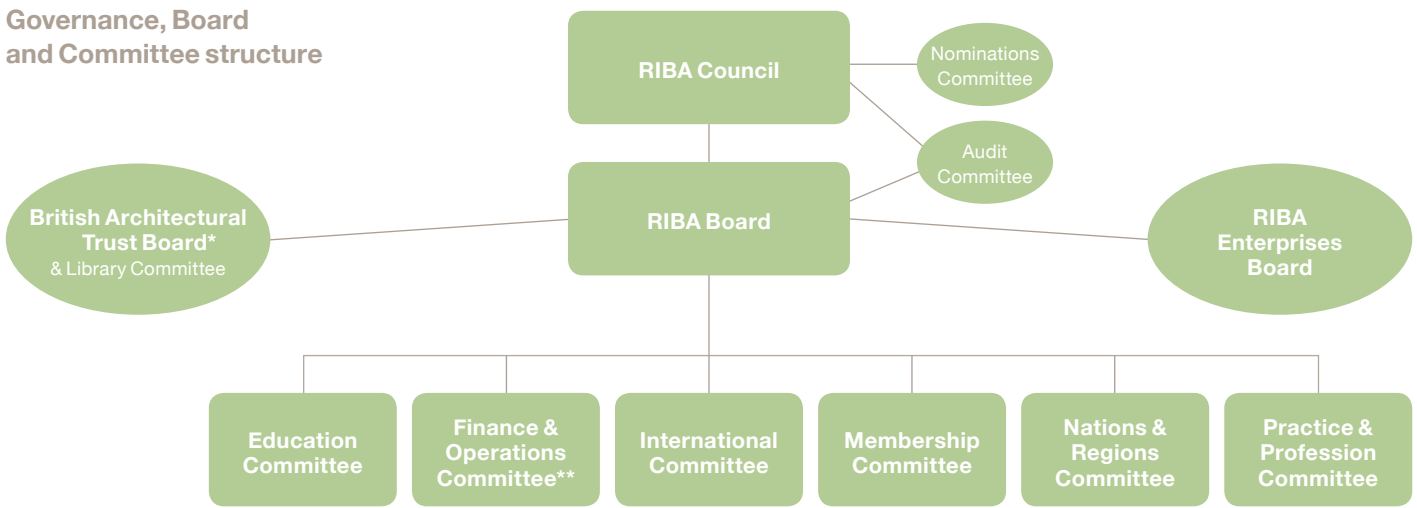 Governance, Board
and Committee structure
RIBA Council
Nominations
Committee
Audit
Committee
RIBA Board
British Architectural
Trust Board*
& Library Committee
RIBA
Enterprises
Board
Education
Committee
Finance &
Operations
Committee**
International
Committee
Membership
Committee
Nations &
Regions
Committee
Practice &
Profession
Committee